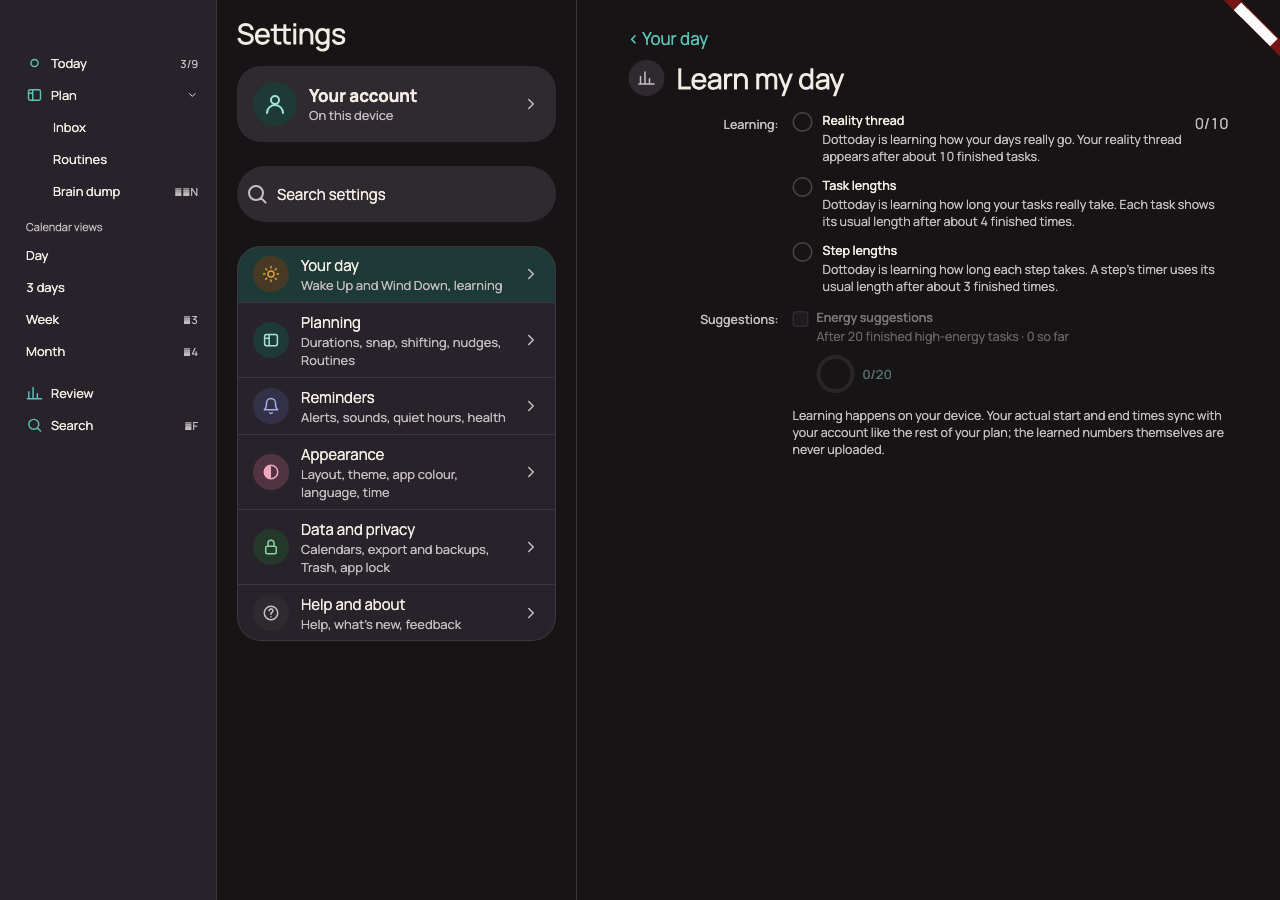 Today 3/9
Plan
Inbox
Routines
Brain dump N
Calendar views
Day
3 days
Week 3
Month 4
Review
Search F
Settings
Your account
On this device
Search settings
Your day
Wake Up and Wind Down, learning
Planning
Durations, snap, shifting, nudges,
Routines
Reminders
Alerts, sounds, quiet hours, health
Appearance
Layout, theme, app colour,
language, time
Data and privacy
Calendars, export and backups,
Trash, app lock
Help and about
Help, what's new, feedback
‹ Your day
Learn my day
Learning:
Reality thread 0/10
Dottoday is learning how your days really go. Your reality thread
appears after about 10 finished tasks.
Task lengths
Dottoday is learning how long your tasks really take. Each task shows
its usual length after about 4 finished times.
Step lengths
Dottoday is learning how long each step takes. A step's timer uses its
usual length after about 3 finished times.
Suggestions:
Energy suggestions
After 20 finished high-energy tasks · 0 so far
0/20
Learning happens on your device. Your actual start and end times sync with
your account like the rest of your plan; the learned numbers themselves are
never uploaded.